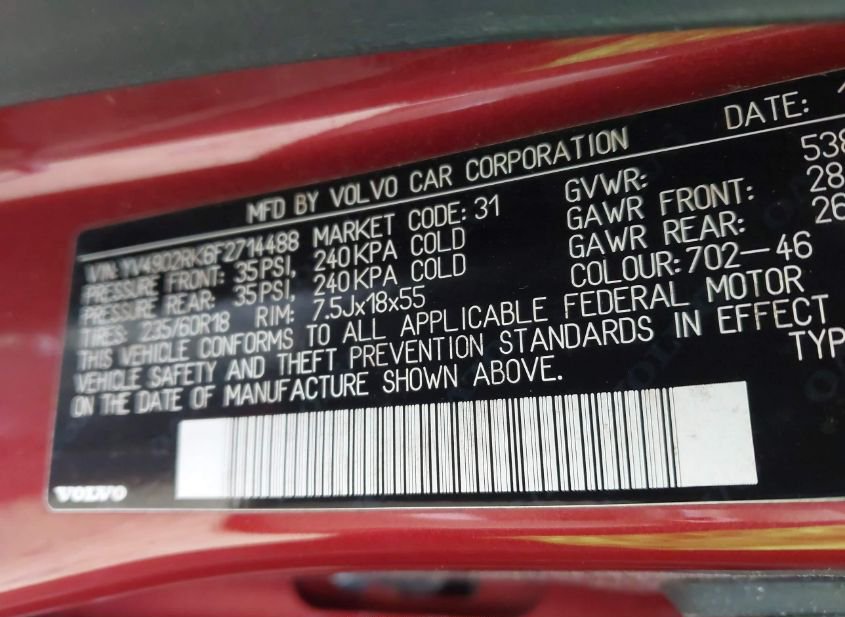 MFD BY VOLVO CAR CORPORATION DATE: 1
VIN: YV4902RK6F2714488 MARKET CODE: 31 GVWR: 538
PRESSURE FRONT: 35PSI, 240KPA COLD GAWR FRONT: 28
PRESSURE REAR: 35PSI, 240KPA COLD GAWR REAR: 26
TIRES: 235/60R18 RIM: 7.5Jx18x55 COLOUR: 702-46
THIS VEHICLE CONFORMS TO ALL APPLICABLE FEDERAL MOTOR
VEHICLE SAFETY AND THEFT PREVENTION STANDARDS IN EFFECT
ON THE DATE OF MANUFACTURE SHOWN ABOVE. TYP
VOLVO